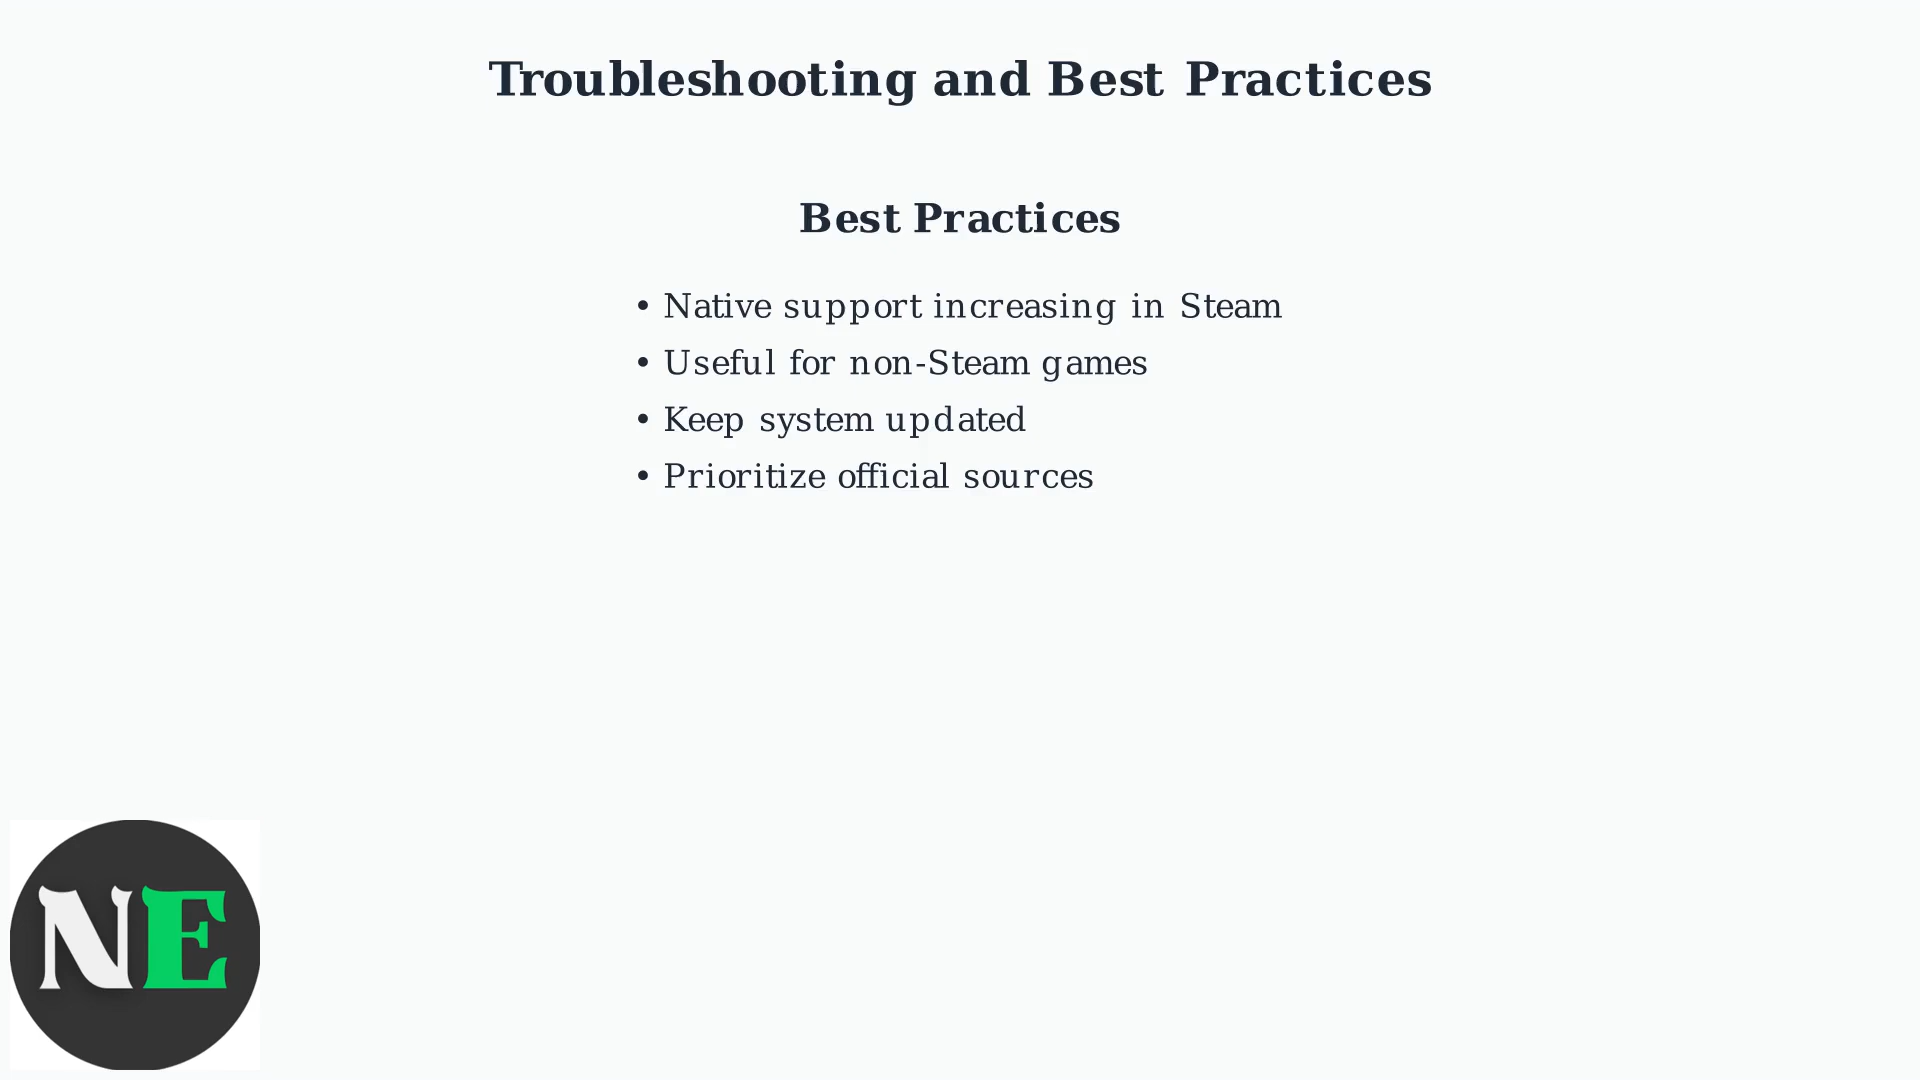 Troubleshooting and Best Practices
Best Practices
• Native support increasing in Steam
• Useful for non-Steam games
• Keep system updated
• Prioritize official sources
NE